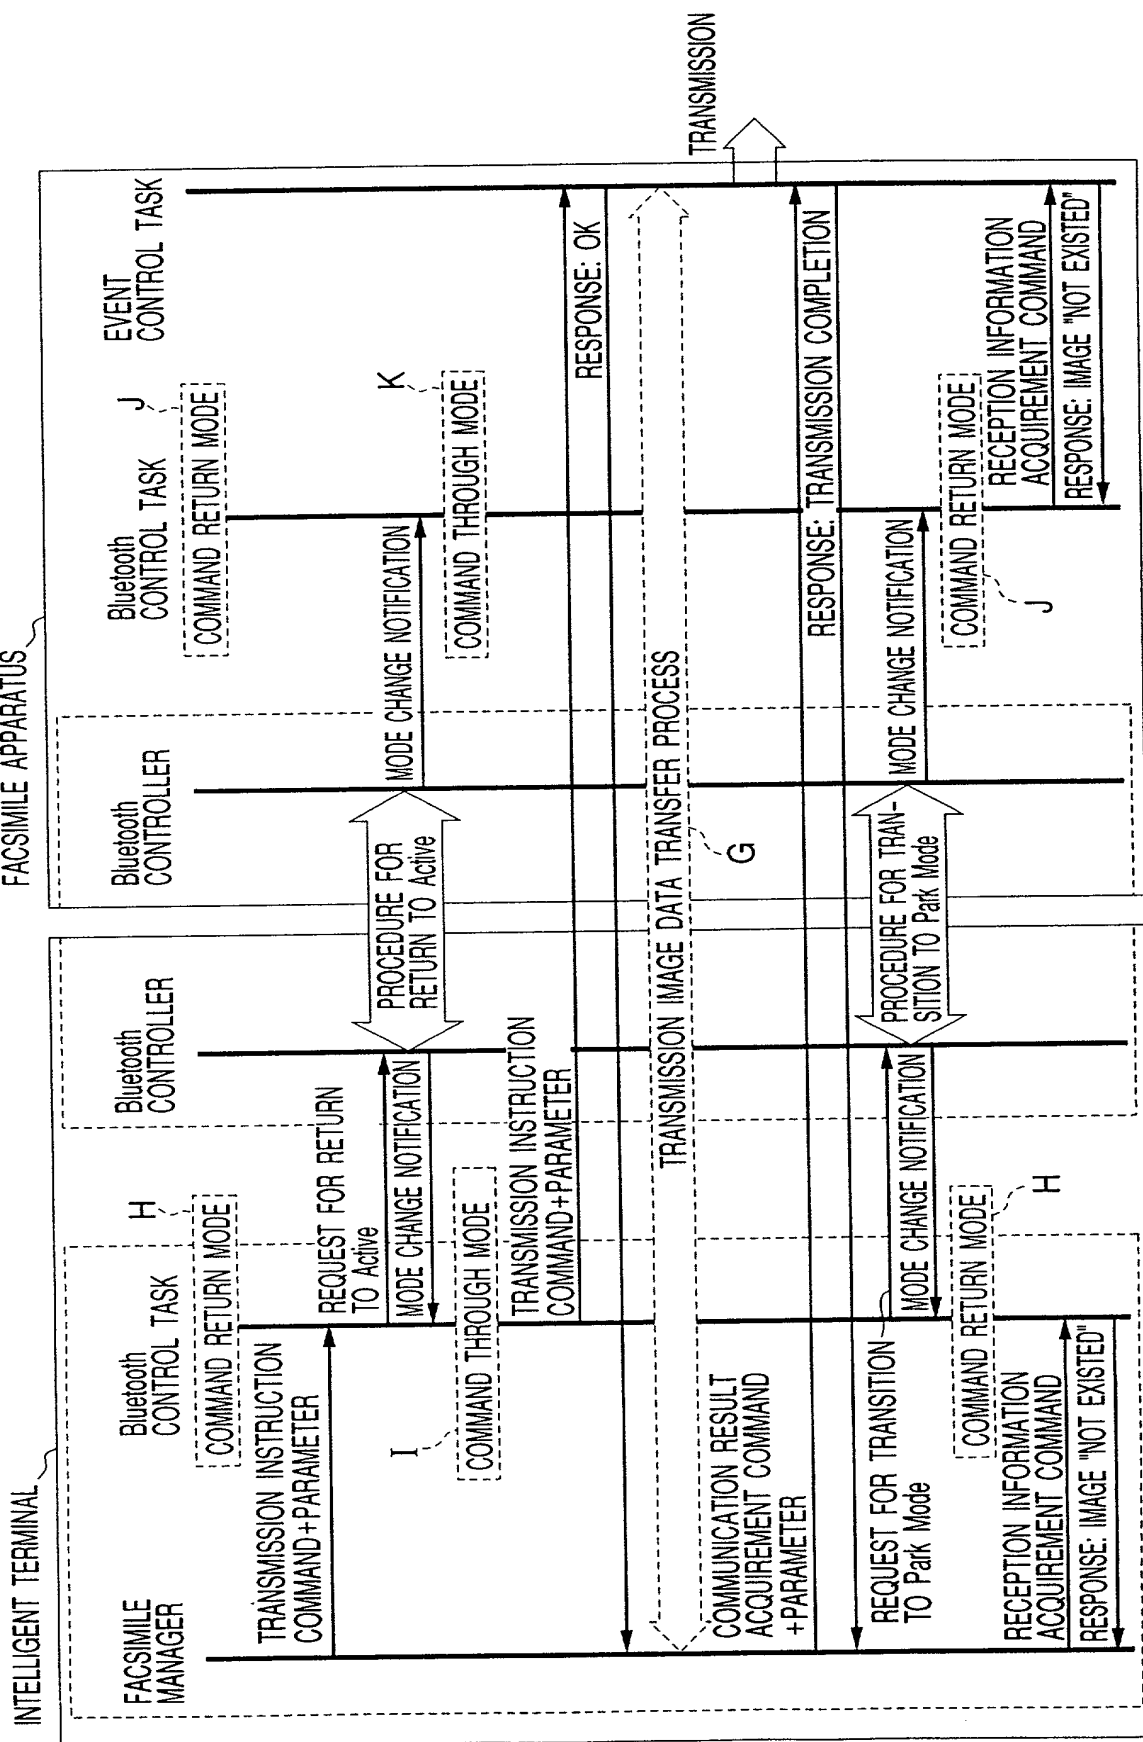 INTELLIGENT TERMINAL
FACSIMILE APPARATUS
FACSIMILE
MANAGER
Bluetooth
CONTROL TASK
Bluetooth
CONTROLLER
Bluetooth
CONTROLLER
Bluetooth
CONTROL TASK
EVENT
CONTROL TASK
H
COMMAND RETURN MODE
J
COMMAND RETURN MODE
TRANSMISSION INSTRUCTION
COMMAND+PARAMETER
REQUEST FOR RETURN
TO Active
MODE CHANGE NOTIFICATION
PROCEDURE FOR
RETURN TO Active
MODE CHANGE NOTIFICATION
I
COMMAND THROUGH MODE
K
COMMAND THROUGH MODE
TRANSMISSION INSTRUCTION
COMMAND+PARAMETER
RESPONSE: OK
TRANSMISSION IMAGE DATA TRANSFER PROCESS
G
TRANSMISSION
COMMUNICATION RESULT
ACQUIREMENT COMMAND
+PARAMETER
RESPONSE: TRANSMISSION COMPLETION
REQUEST FOR TRANSITION
TO Park Mode
MODE CHANGE NOTIFICATION
PROCEDURE FOR TRAN-
SITION TO Park Mode
MODE CHANGE NOTIFICATION
COMMAND RETURN MODE
H
COMMAND RETURN MODE
J
RECEPTION INFORMATION
ACQUIREMENT COMMAND
RESPONSE: IMAGE "NOT EXISTED"
RECEPTION INFORMATION
ACQUIREMENT COMMAND
RESPONSE: IMAGE "NOT EXISTED"